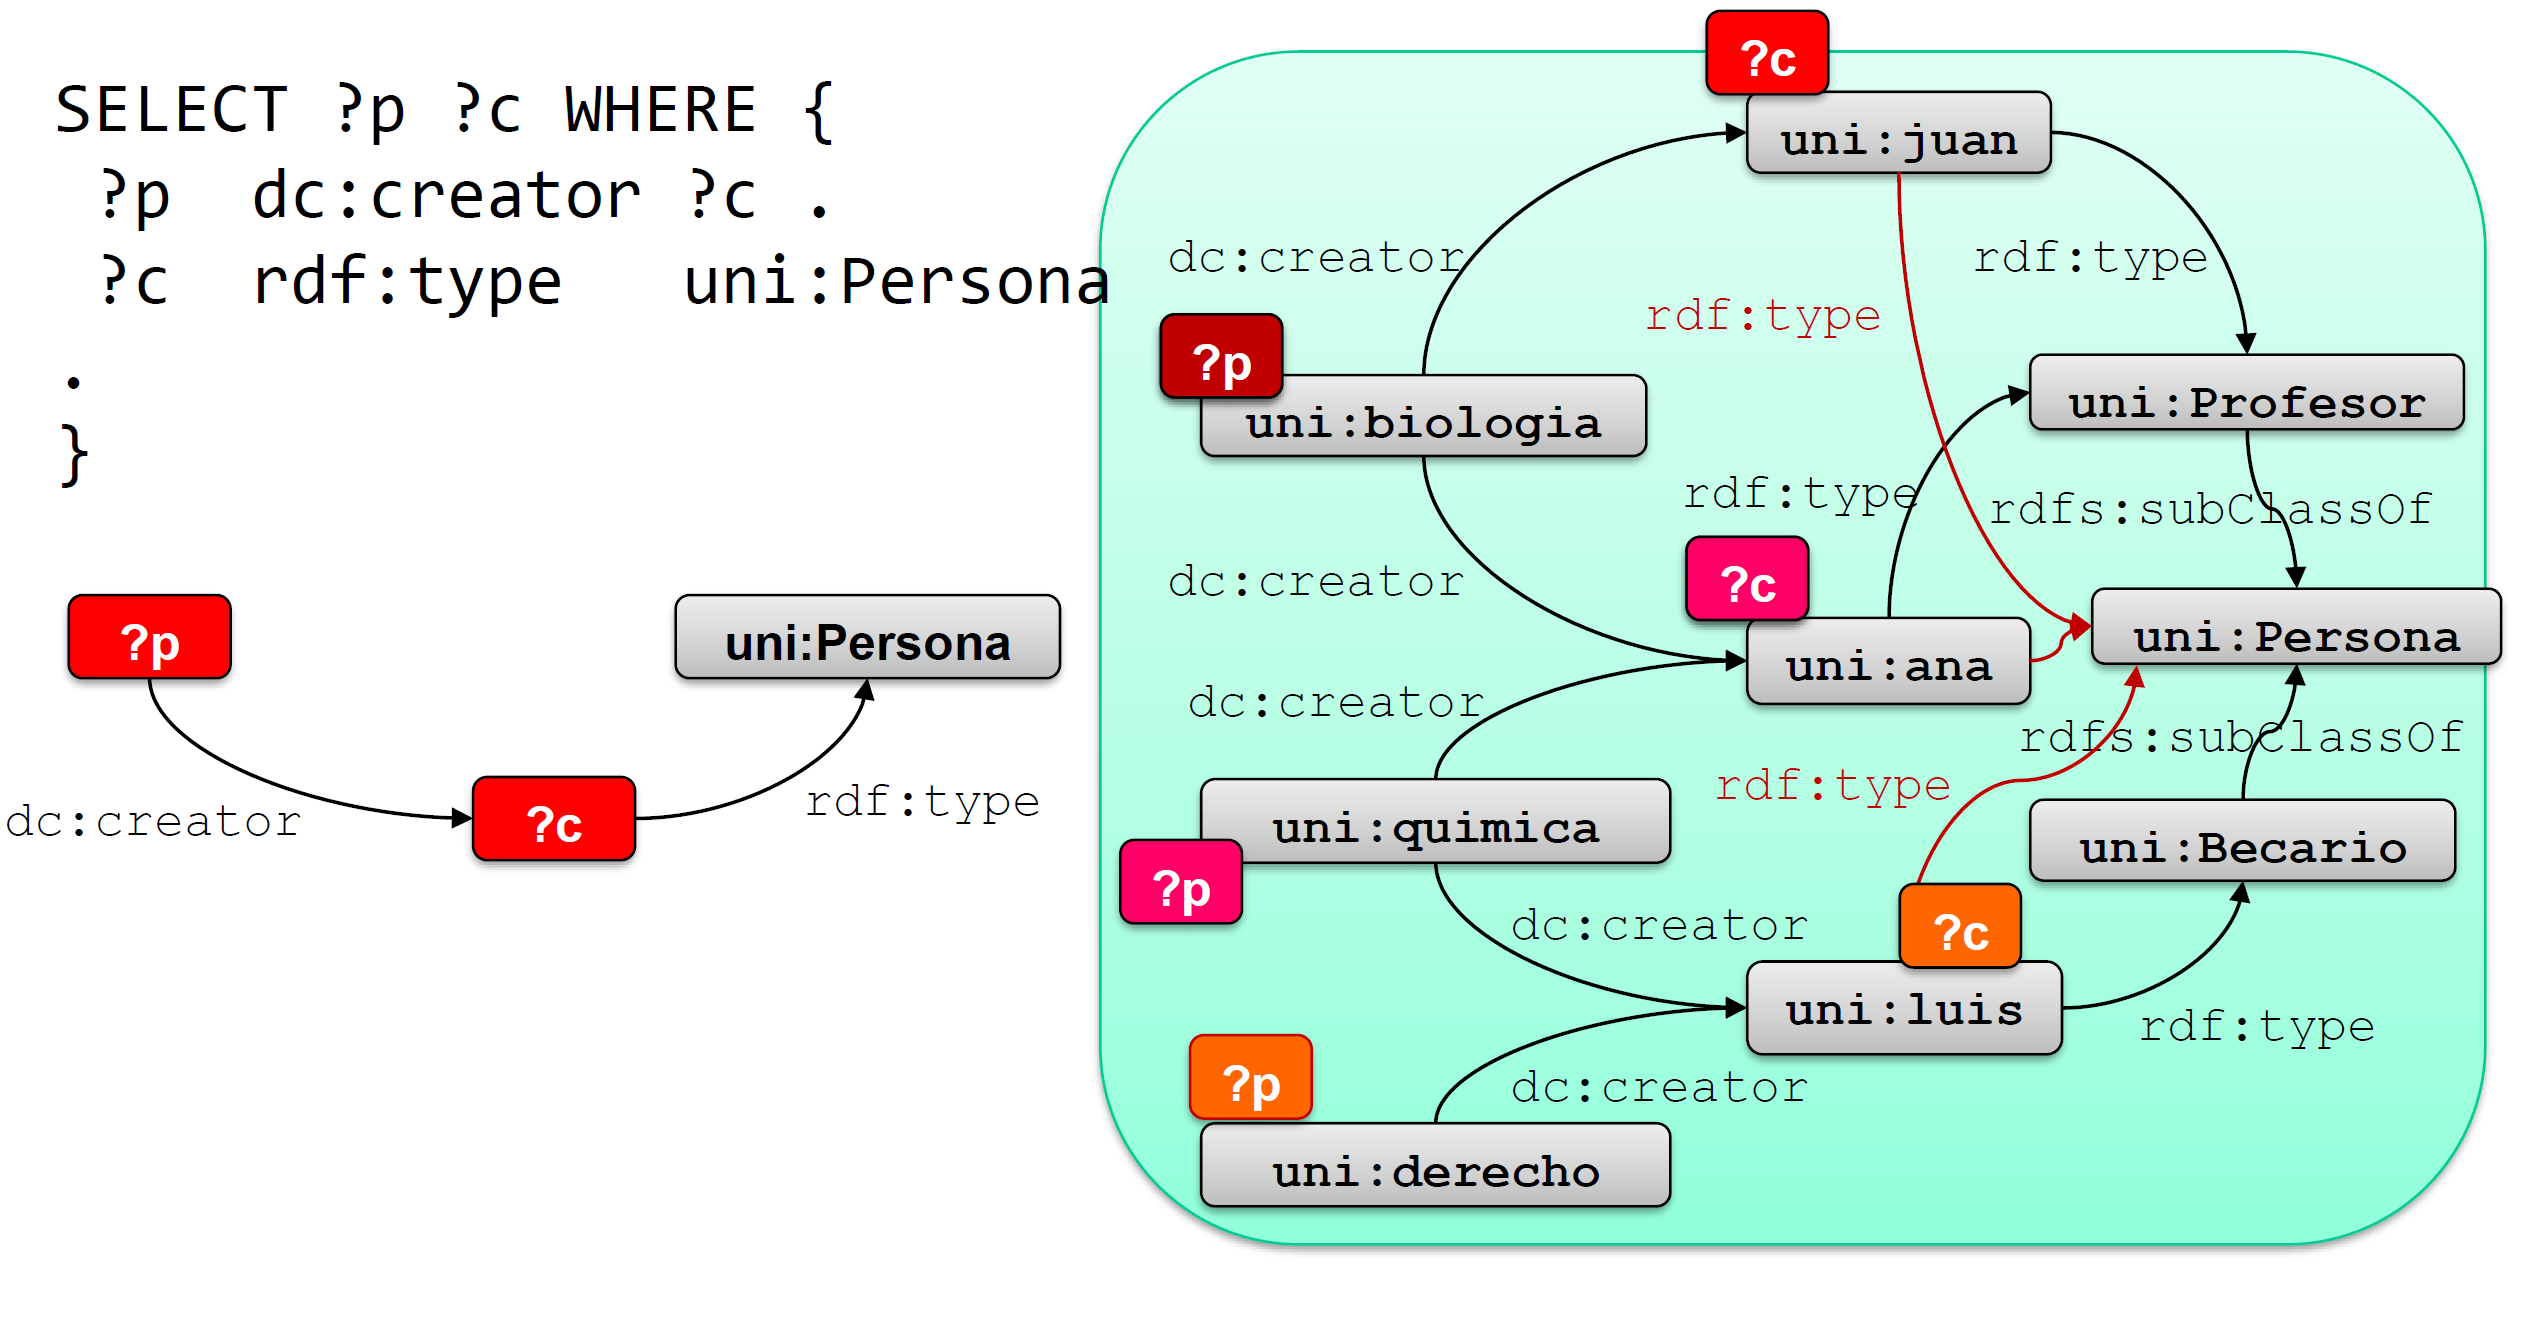 SELECT ?p ?c WHERE {
?p dc:creator ?c .
?c rdf:type uni:Persona
.
}
?p
uni:Persona
dc:creator
?c
rdf:type
?c
uni:juan
dc:creator
rdf:type
rdf:type
?p
uni:biologia
uni:Profesor
rdf:type
rdfs:subClassOf
dc:creator
?c
uni:ana
uni:Persona
dc:creator
rdfs:subClassOf
rdf:type
uni:quimica
uni:Becario
?p
dc:creator
?c
uni:luis
rdf:type
?p
dc:creator
uni:derecho